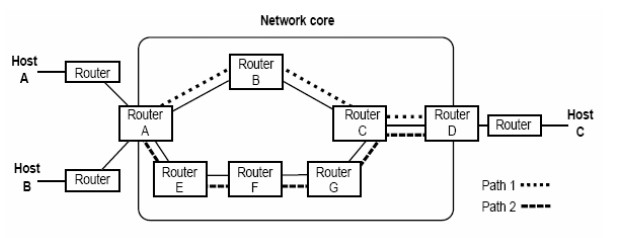 Network core
Host
A
Router
Router
B
Router
A
Router
C
Router
D
Router
Host
C
Host
B
Router
Router
E
Router
F
Router
G
Path 1
Path 2